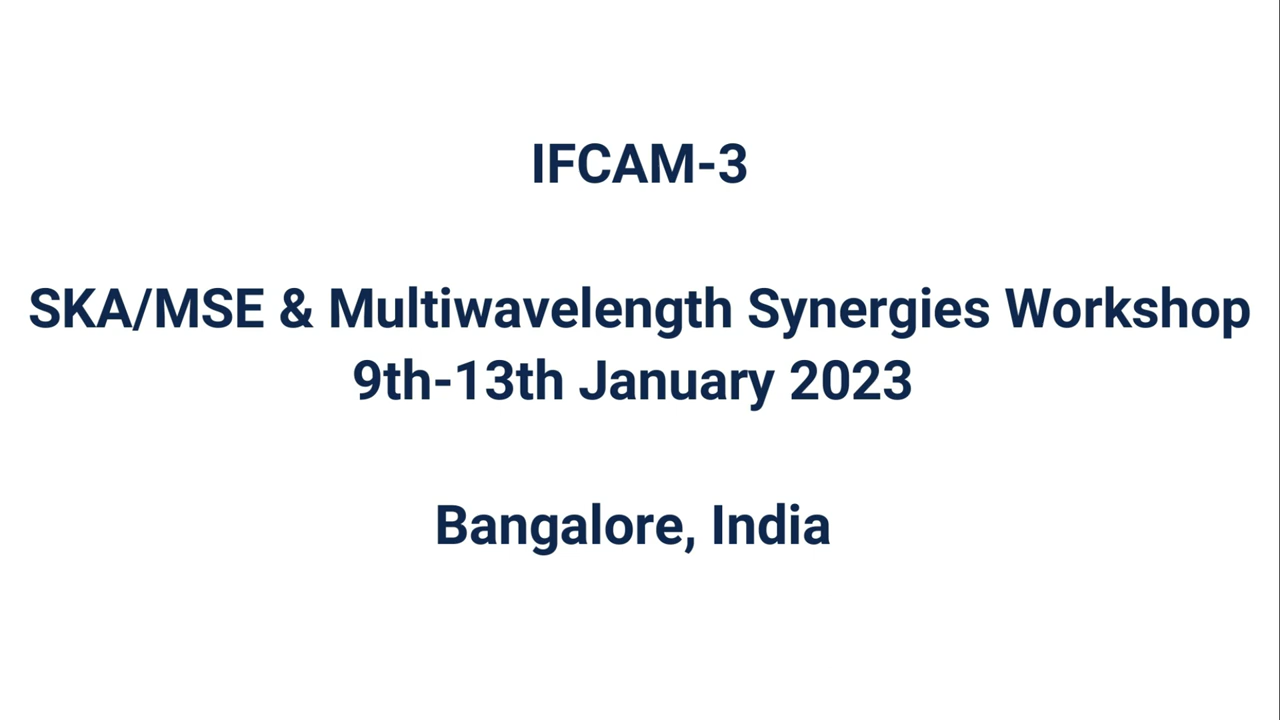 IFCAM-3
SKA/MSE & Multiwavelength Synergies Workshop
9th-13th January 2023
Bangalore, India